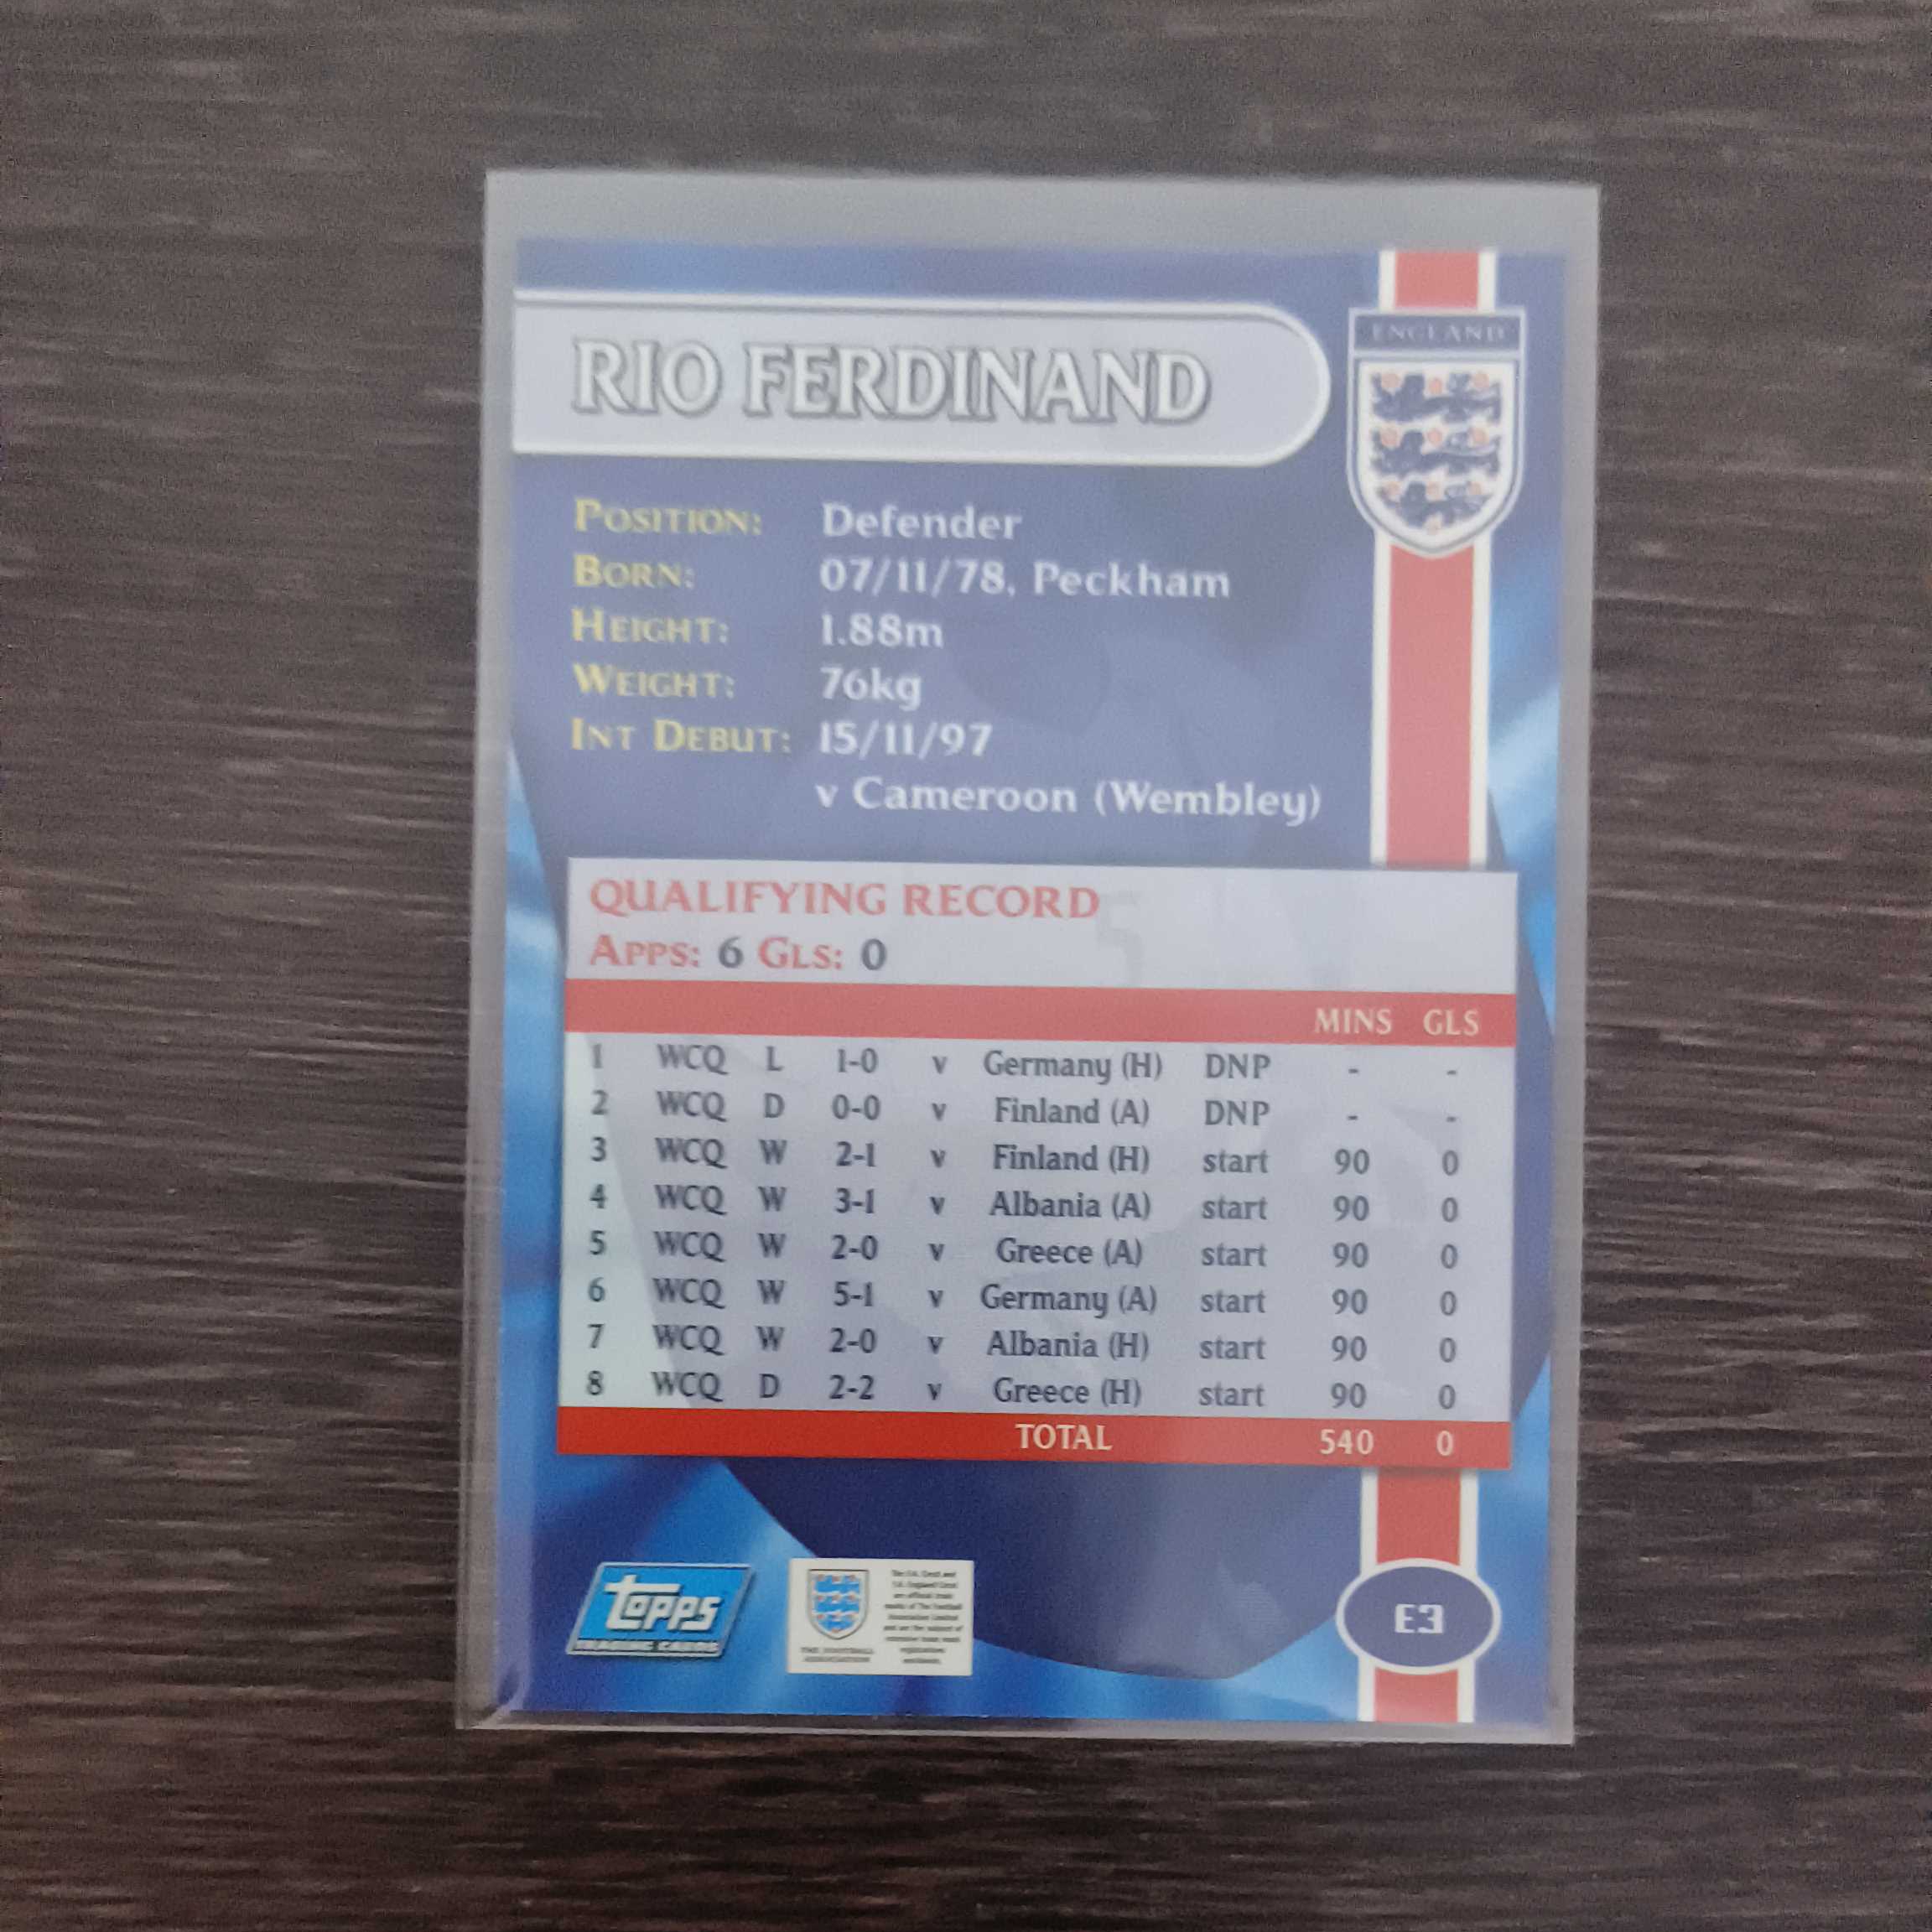 ENGLAND
RIO FERDINAND
POSITION: Defender
BORN: 07/11/78, Peckham
HEIGHT: 1.88m
WEIGHT: 76kg
INT DEBUT: 15/11/97
v Cameroon (Wembley)
QUALIFYING RECORD
APPS: 6 GLS: 0
MINS GLS
1 WCQ L 1-0 v Germany (H) DNP - -
2 WCQ D 0-0 v Finland (A) DNP - -
3 WCQ W 2-1 v Finland (H) start 90 0
4 WCQ W 3-1 v Albania (A) start 90 0
5 WCQ W 2-0 v Greece (A) start 90 0
6 WCQ W 5-1 v Germany (A) start 90 0
7 WCQ W 2-0 v Albania (H) start 90 0
8 WCQ D 2-2 v Greece (H) start 90 0
TOTAL 540 0
TOPPS
TRADING CARDS
THE FOOTBALL
ASSOCIATION
E3